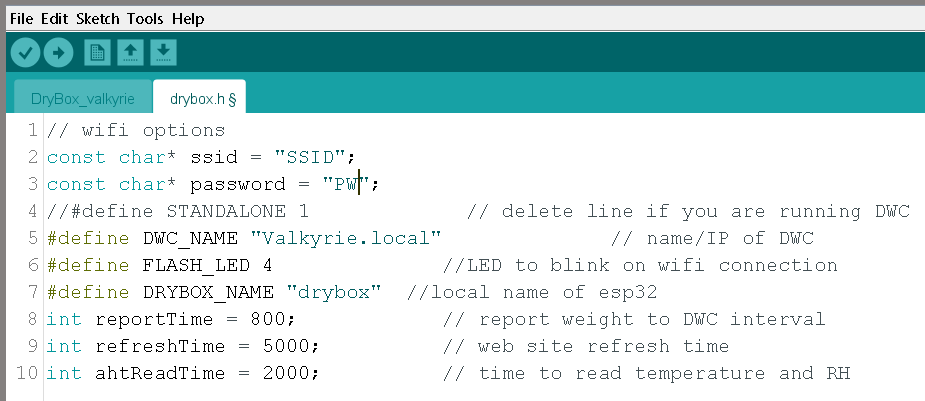 File Edit Sketch Tools Help
DryBox_valkyrie drybox.h §
1 // wifi options
2 const char* ssid = "SSID";
3 const char* password = "PW";
4 //#define STANDALONE 1 // delete line if you are running DWC
5 #define DWC_NAME "Valkyrie.local" // name/IP of DWC
6 #define FLASH_LED 4 //LED to blink on wifi connection
7 #define DRYBOX_NAME "drybox" //local name of esp32
8 int reportTime = 800; // report weight to DWC interval
9 int refreshTime = 5000; // web site refresh time
10 int ahtReadTime = 2000; // time to read temperature and RH